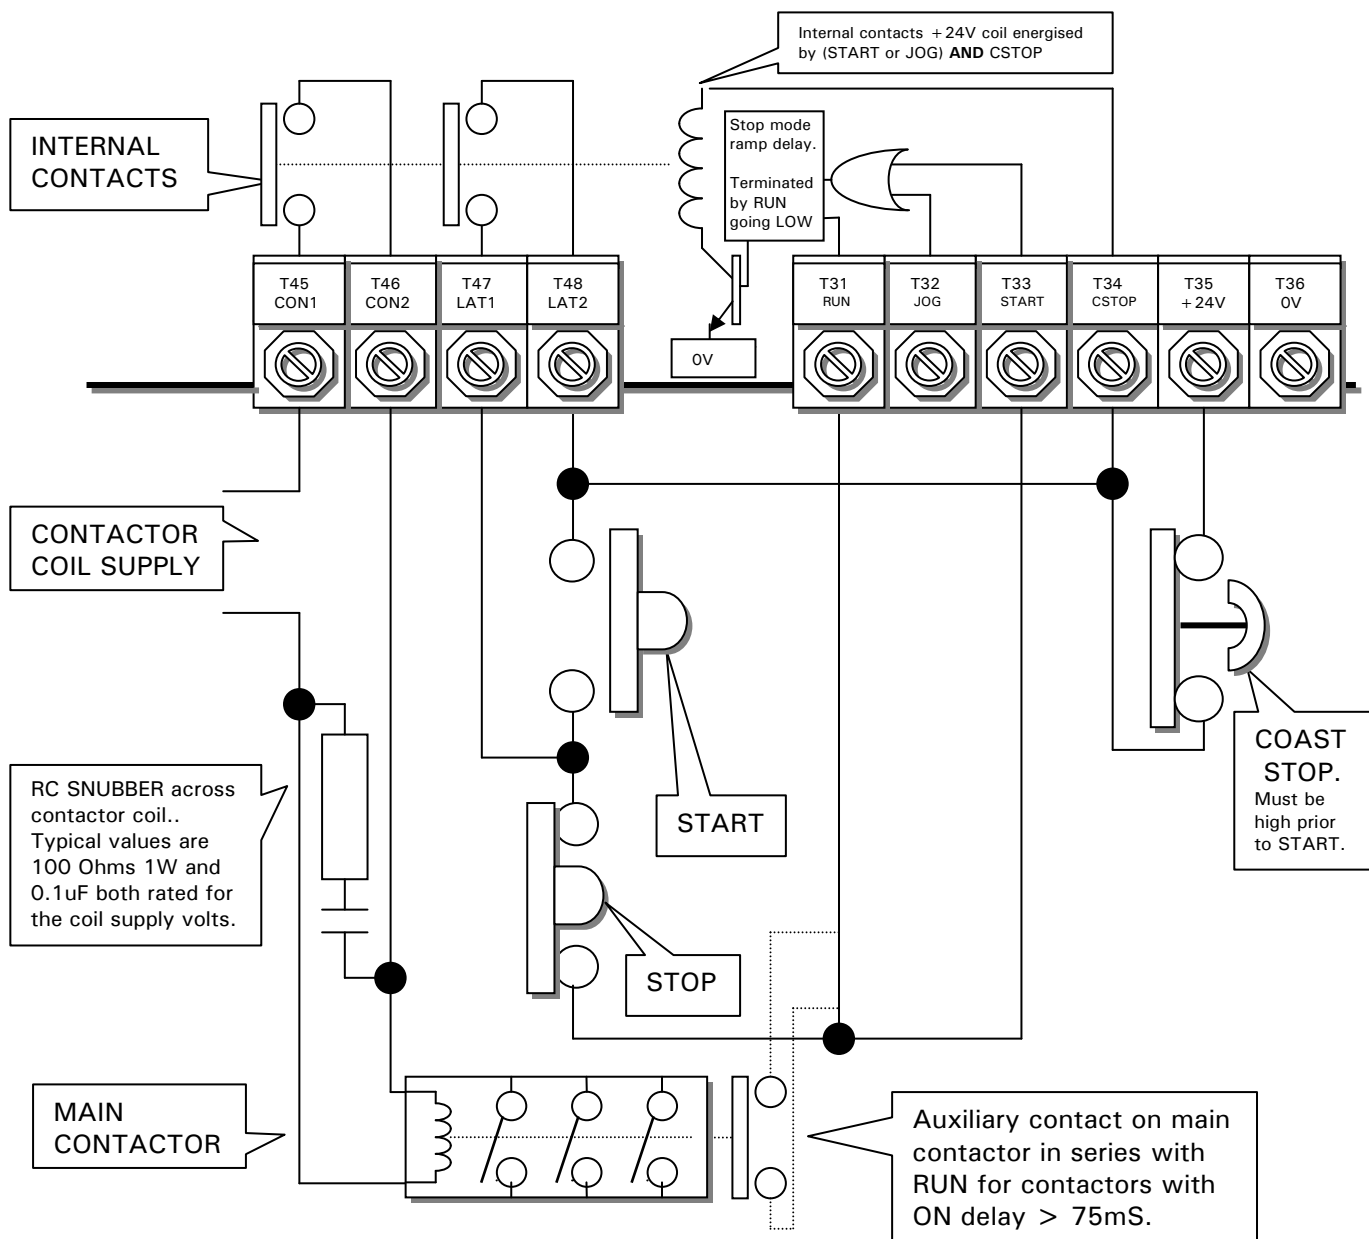 Internal contacts +24V coil energised
by (START or JOG) AND CSTOP
INTERNAL
CONTACTS
Stop mode
ramp delay.
Terminated
by RUN
going LOW
T45
CON1
T46
CON2
T47
LAT1
T48
LAT2
0V
T31
RUN
T32
JOG
T33
START
T34
CSTOP
T35
+24V
T36
0V
CONTACTOR
COIL SUPPLY
START
COAST
STOP.
Must be
high prior
to START.
RC SNUBBER across
contactor coil..
Typical values are
100 Ohms 1W and
0.1uF both rated for
the coil supply volts.
STOP
MAIN
CONTACTOR
Auxiliary contact on main
contactor in series with
RUN for contactors with
ON delay > 75mS.